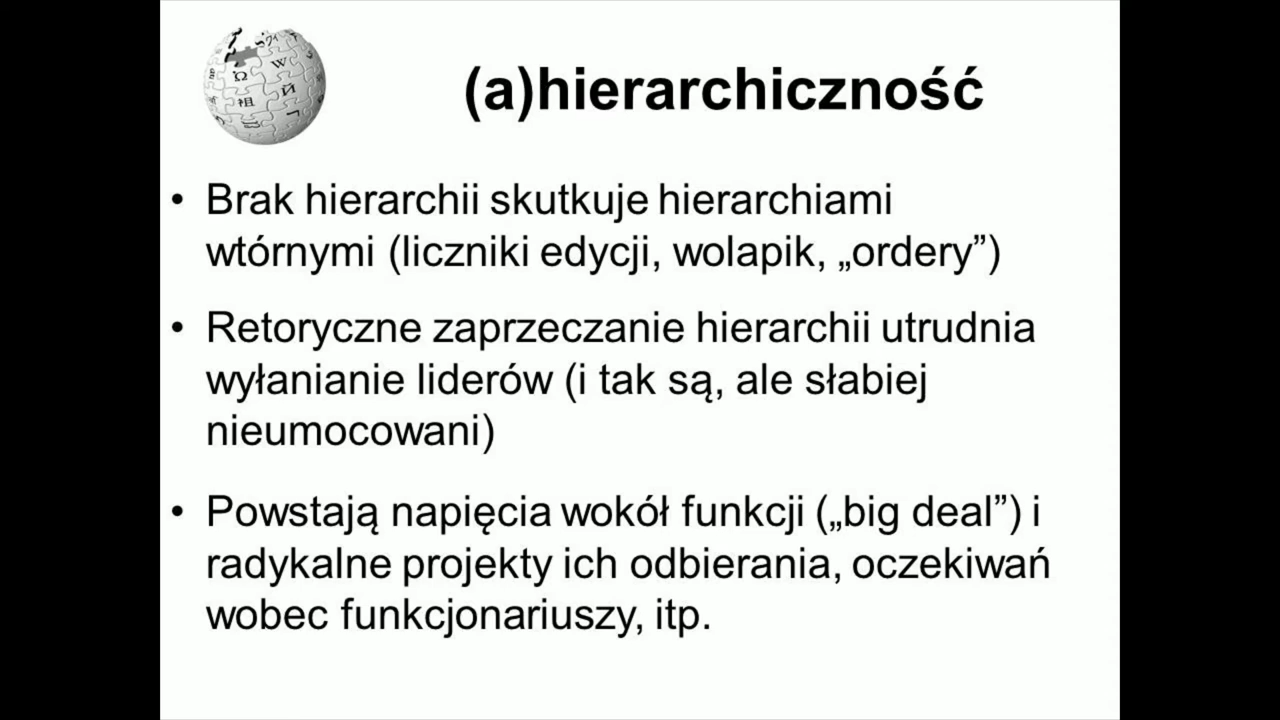 (a)hierarchiczność
• Brak hierarchii skutkuje hierarchiami
wtórnymi (liczniki edycji, wolapik, „ordery”)
• Retoryczne zaprzeczanie hierarchii utrudnia
wyłanianie liderów (i tak są, ale słabiej
nieumocowani)
• Powstają napięcia wokół funkcji („big deal”) i
radykalne projekty ich odbierania, oczekiwań
wobec funkcjonariuszy, itp.